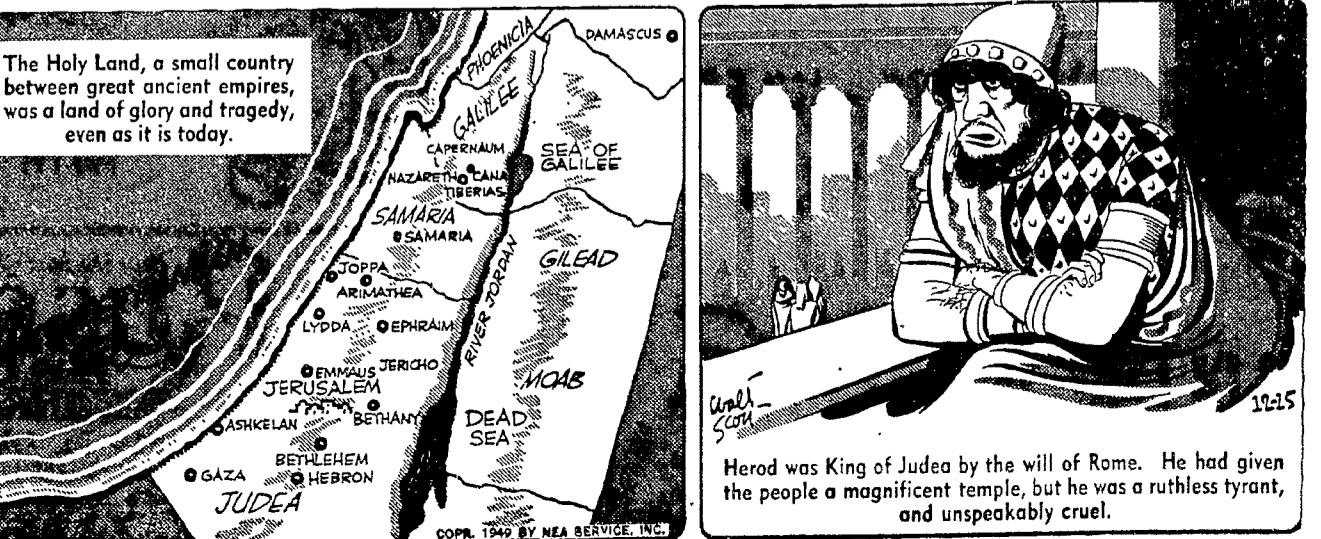 The Holy Land, a small country
between great ancient empires,
was a land of glory and tragedy,
even as it is today.
PHOENICIA
DAMASCUS
GALILEE
CAPERNAUM
SEA OF
GALILEE
NAZARETH
CANA
TIBERIAS
SAMARIA
SAMARIA
GILEAD
JOPPA
ARIMATHEA
RIVER JORDAN
LYDDA
EPHRAIM
EMMAUS
JERICHO
JERUSALEM
MOAB
ASHKELAN
BETHANY
DEAD
SEA
BETHLEHEM
GAZA
HEBRON
JUDEA
COPR. 1949 BY NEA SERVICE, INC.
Walt
Scott
12-25
Herod was King of Judea by the will of Rome. He had given
the people a magnificent temple, but he was a ruthless tyrant,
and unspeakably cruel.